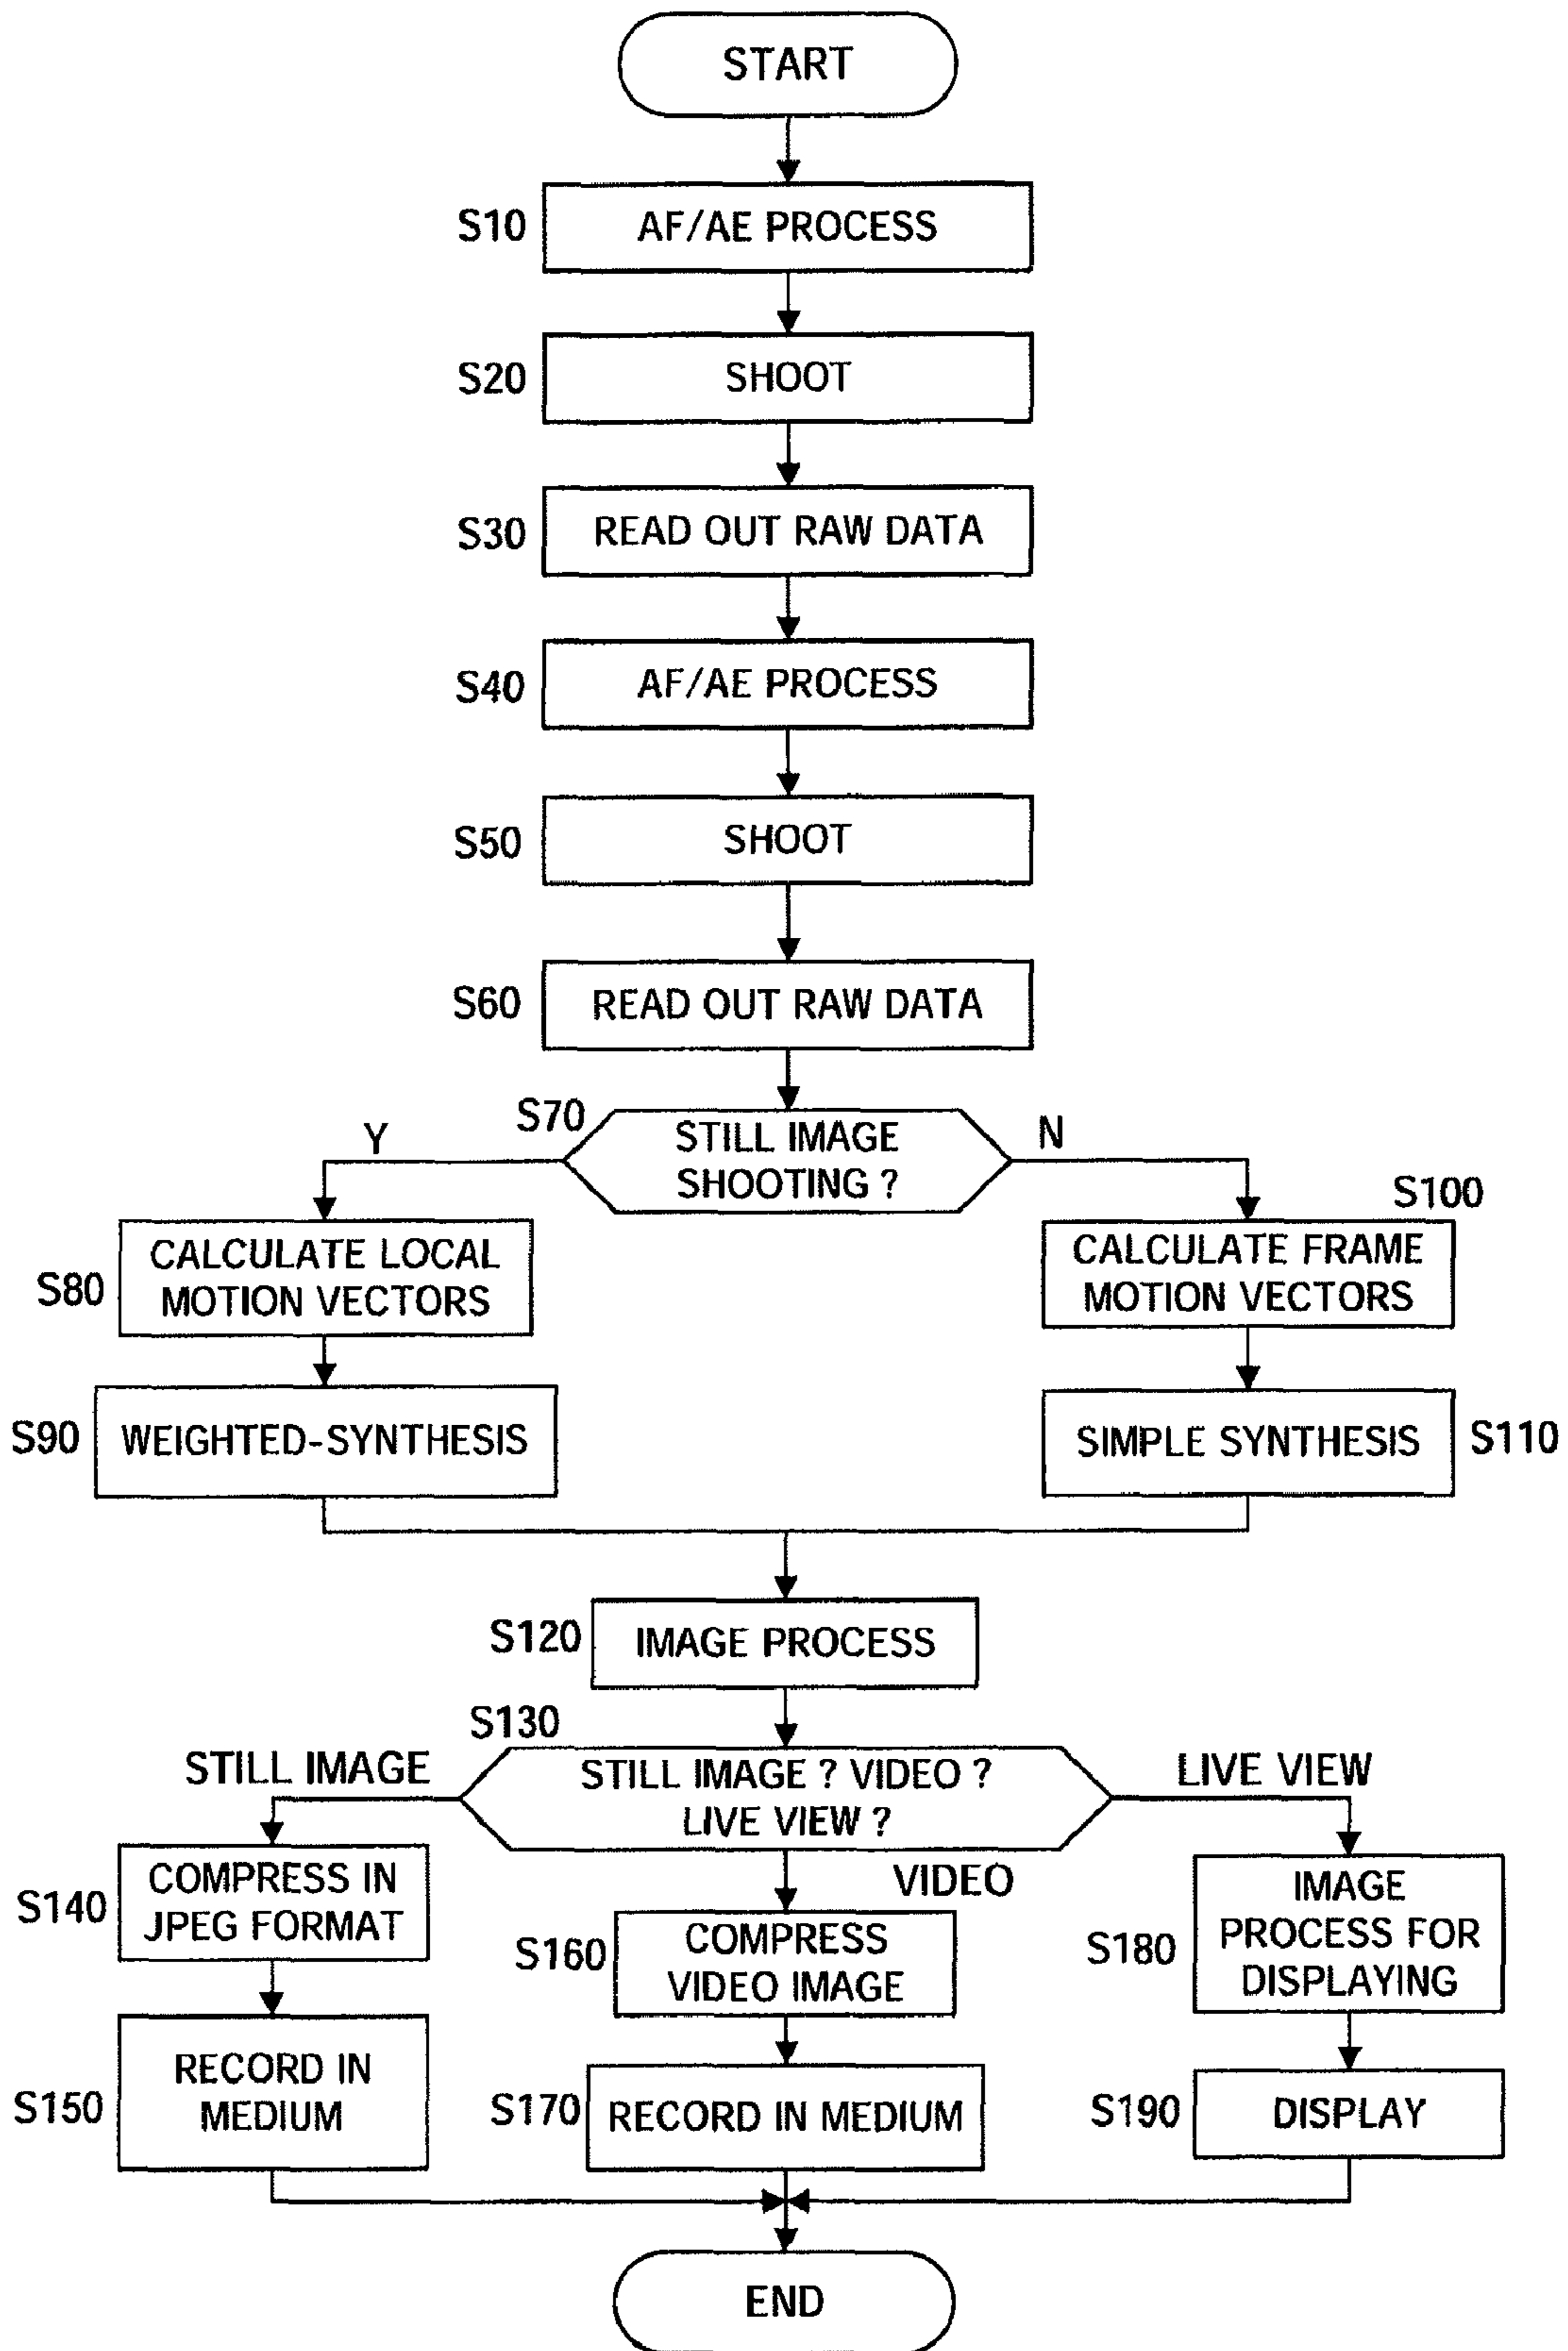 START
S10
AF/AE PROCESS
S20
SHOOT
S30
READ OUT RAW DATA
S40
AF/AE PROCESS
S50
SHOOT
S60
READ OUT RAW DATA
S70
STILL IMAGE
SHOOTING ?
Y
N
S80
CALCULATE LOCAL
MOTION VECTORS
S100
CALCULATE FRAME
MOTION VECTORS
S90
WEIGHTED-SYNTHESIS
SIMPLE SYNTHESIS
S110
S120
IMAGE PROCESS
S130
STILL IMAGE ? VIDEO ?
LIVE VIEW ?
STILL IMAGE
VIDEO
LIVE VIEW
S140
COMPRESS IN
JPEG FORMAT
S160
COMPRESS
VIDEO IMAGE
S180
IMAGE
PROCESS FOR
DISPLAYING
S150
RECORD IN
MEDIUM
S170
RECORD IN MEDIUM
S190
DISPLAY
END